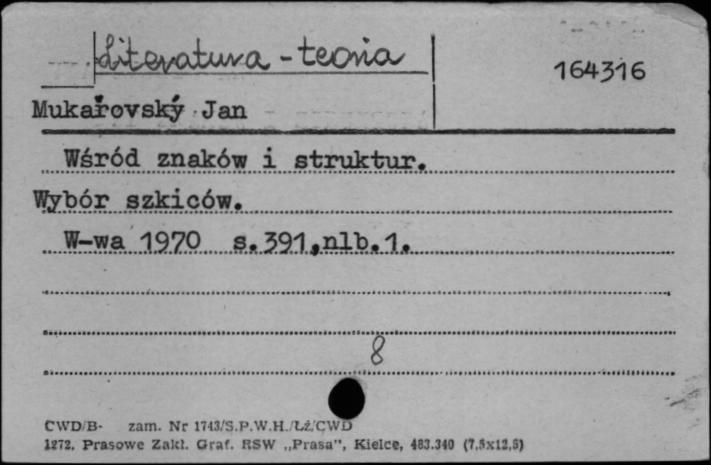 Literatura - teoria
164316
Mukařovský Jan
Wśród znaków i struktur.
Wybór szkiców.
W-wa 1970 s.391,nlb.1.
8
CWD/B- zam. Nr 1743/S.P.W.H./Łź/CWD
1272. Prasowe Zakł. Graf. RSW „Prasa”, Kielce, 483.340 (7,5x12,5)